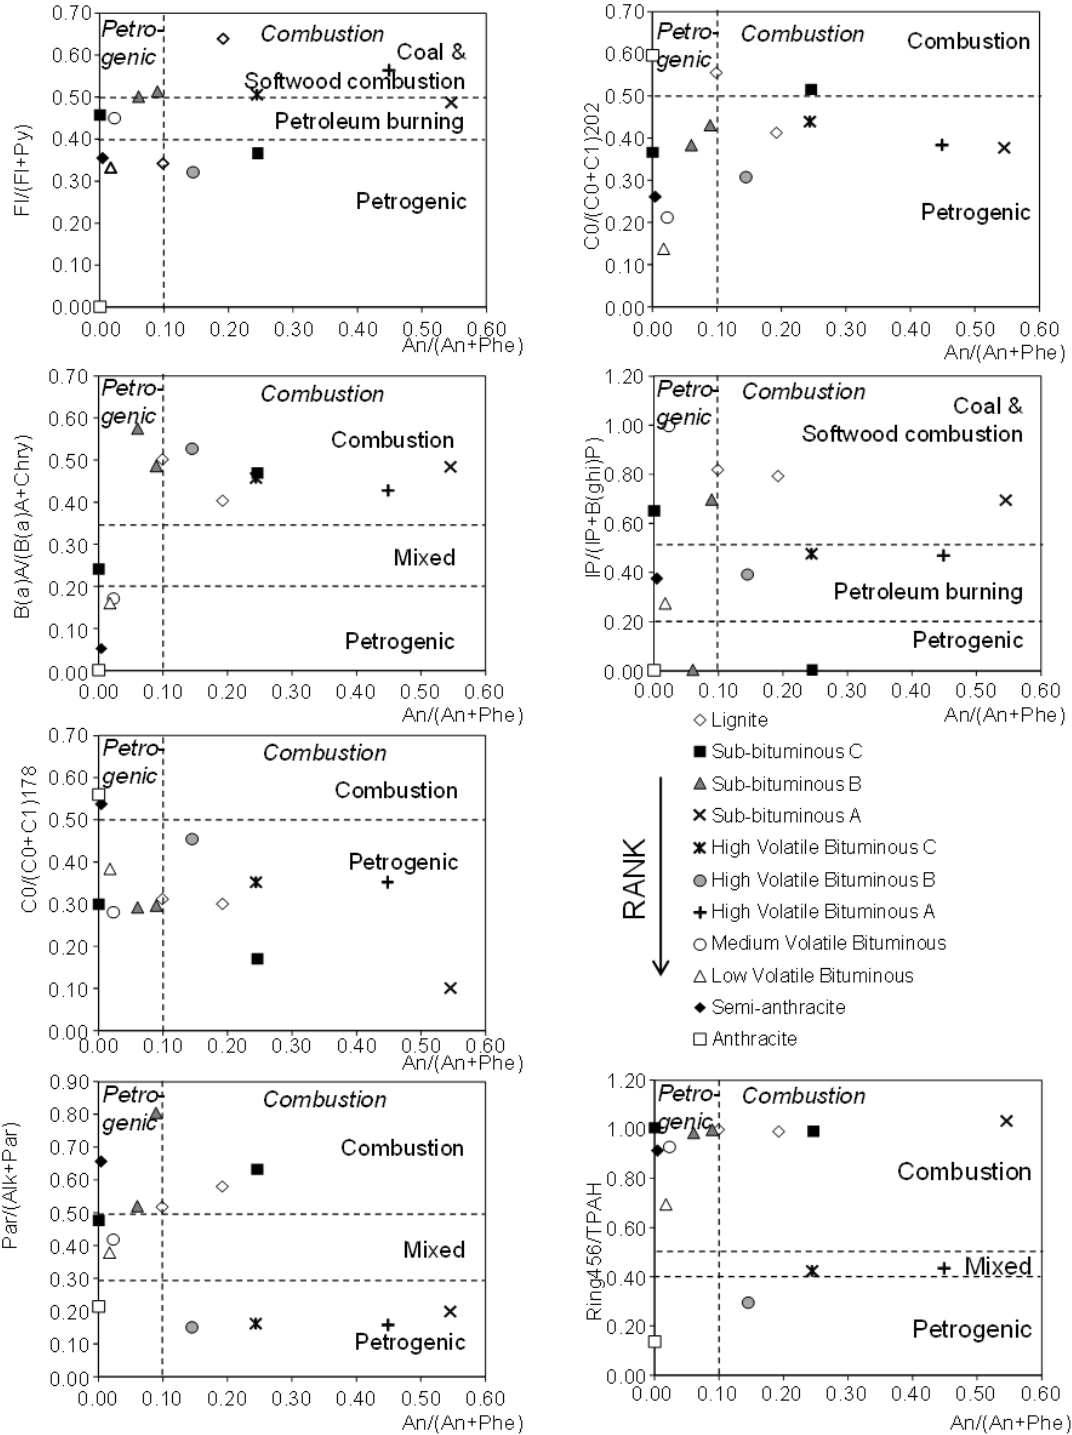 Petro-
genic
Combustion
Coal &
Softwood combustion
Petroleum burning
Petrogenic
Fl/(Fl+Py)
0.70
0.60
0.50
0.40
0.30
0.20
0.10
0.00
0.00 0.10 0.20 0.30 0.40 0.50 0.60
An/(An+Phe)
Petro-
genic
Combustion
Combustion
Petrogenic
C0/(C0+C1)202
0.70
0.60
0.50
0.40
0.30
0.20
0.10
0.00
0.00 0.10 0.20 0.30 0.40 0.50 0.60
An/(An+Phe)
Petro-
genic
Combustion
Combustion
Mixed
Petrogenic
B(a)A/(B(a)A+Chry)
0.70
0.60
0.50
0.40
0.30
0.20
0.10
0.00
0.00 0.10 0.20 0.30 0.40 0.50 0.60
An/(An+Phe)
Petro-
genic
Combustion
Coal &
Softwood combustion
Petroleum burning
Petrogenic
IP/(IP+B(ghi)P)
1.20
1.00
0.80
0.60
0.40
0.20
0.00
0.00 0.10 0.20 0.30 0.40 0.50 0.60
An/(An+Phe)
Petro-
genic
Combustion
Combustion
Petrogenic
C0/(C0+C1)178
0.70
0.60
0.50
0.40
0.30
0.20
0.10
0.00
0.00 0.10 0.20 0.30 0.40 0.50 0.60
An/(An+Phe)
RANK
Lignite
Sub-bituminous C
Sub-bituminous B
Sub-bituminous A
High Volatile Bituminous C
High Volatile Bituminous B
High Volatile Bituminous A
Medium Volatile Bituminous
Low Volatile Bituminous
Semi-anthracite
Anthracite
Petro-
genic
Combustion
Combustion
Mixed
Petrogenic
Par/(Alk+Par)
0.90
0.80
0.70
0.60
0.50
0.40
0.30
0.20
0.10
0.00
0.00 0.10 0.20 0.30 0.40 0.50 0.60
An/(An+Phe)
Petro-
genic
Combustion
Combustion
Mixed
Petrogenic
Ring456/TPAH
1.20
1.00
0.80
0.60
0.40
0.20
0.00
0.00 0.10 0.20 0.30 0.40 0.50 0.60
An/(An+Phe)